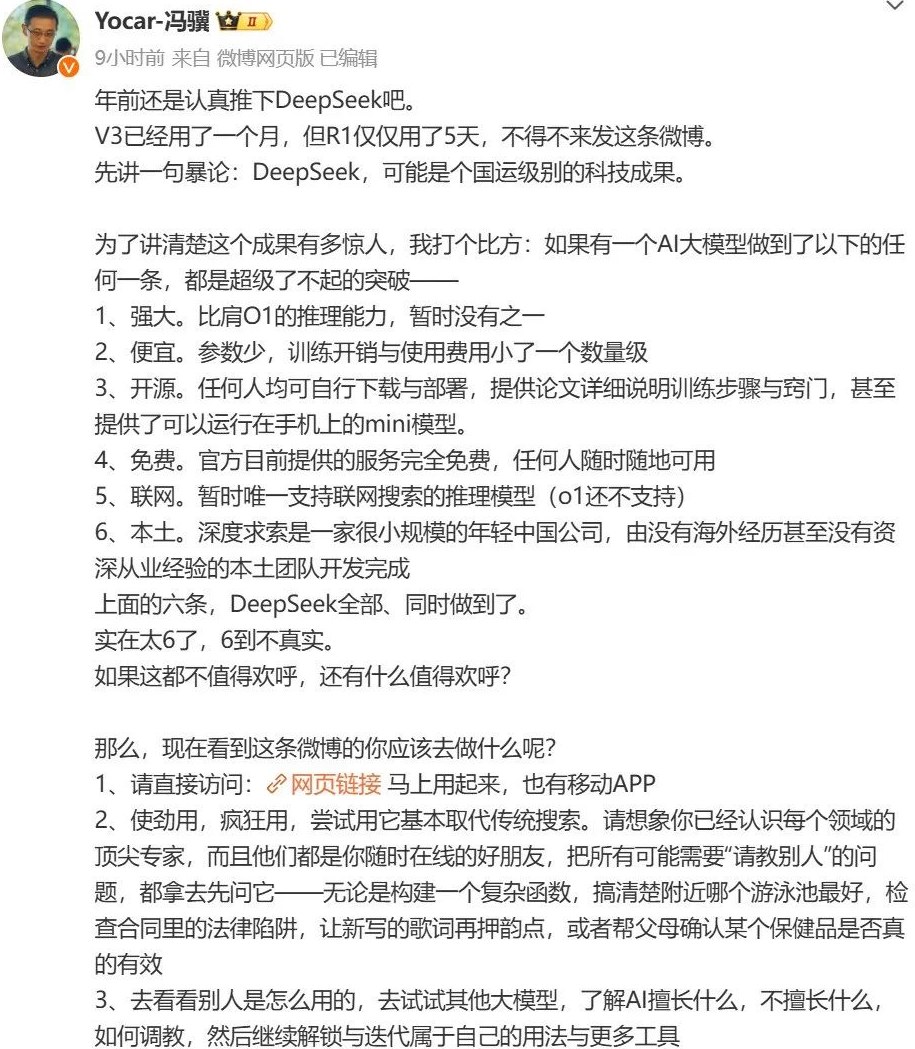 Yocar-冯骥 II
9小时前 来自 微博网页版 已编辑
年前还是认真推下DeepSeek吧。
V3已经用了一个月，但R1仅仅用了5天，不得不来发这条微博。
先讲一句暴论：DeepSeek，可能是个国运级别的科技成果。
为了讲清楚这个成果有多惊人，我打个比方：如果有一个AI大模型做到了以下的任
何一条，都是超级了不起的突破——
1、强大。比肩O1的推理能力，暂时没有之一
2、便宜。参数少，训练开销与使用费用小了一个数量级
3、开源。任何人均可自行下载与部署，提供论文详细说明训练步骤与窍门，甚至
提供了可以运行在手机上的mini模型。
4、免费。官方目前提供的服务完全免费，任何人随时随地可用
5、联网。暂时唯一支持联网搜索的推理模型（o1还不支持）
6、本土。深度求索是一家很小规模的年轻中国公司，由没有海外经历甚至没有资
深从业经验的本土团队开发完成
上面的六条，DeepSeek全部、同时做到了。
实在太6了，6到不真实。
如果这都不值得欢呼，还有什么值得欢呼？
那么，现在看到这条微博的你应该去做什么呢？
1、请直接访问：网页链接 马上用起来，也有移动APP
2、使劲用，疯狂用，尝试用它基本取代传统搜索。请想象你已经认识每个领域的
顶尖专家，而且他们都是你随时在线的好朋友，把所有可能需要“请教别人”的问
题，都拿去先问它——无论是构建一个复杂函数，搞清楚附近哪个游泳池最好，检
查合同里的法律陷阱，让新写的歌词再押韵点，或者帮父母确认某个保健品是否真
的有效
3、去看看别人是怎么用的，去试试其他大模型，了解AI擅长什么，不擅长什么，
如何调教，然后继续解锁与迭代属于自己的用法与更多工具